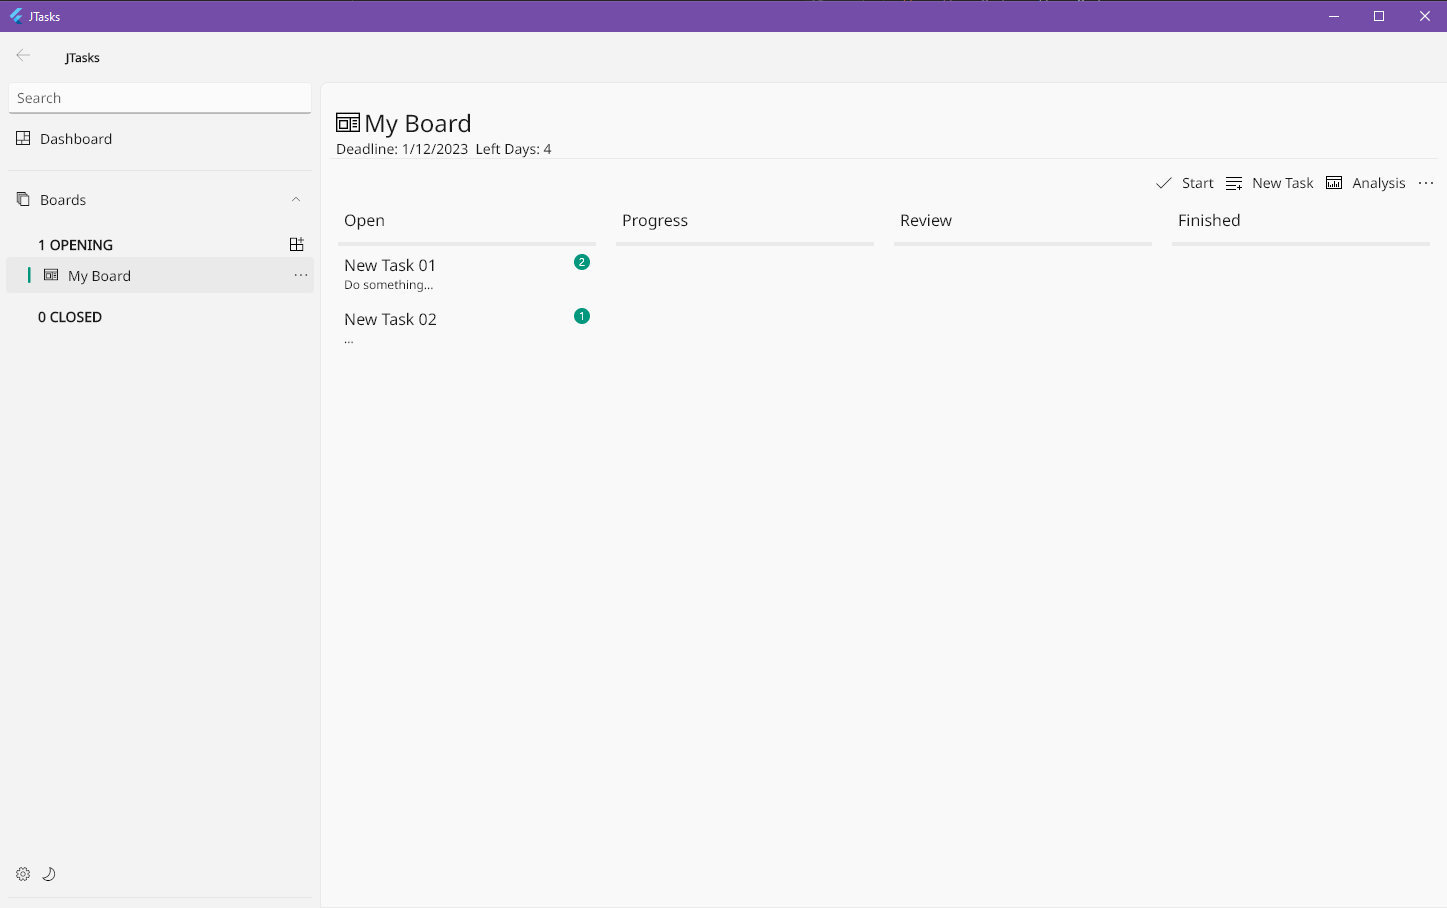 JTasks
JTasks
Search
Dashboard
Boards
1 OPENING
My Board
0 CLOSED
My Board
Deadline: 1/12/2023 Left Days: 4
Start New Task Analysis
Open Progress Review Finished
New Task 01 2
Do something...
New Task 02 1
...